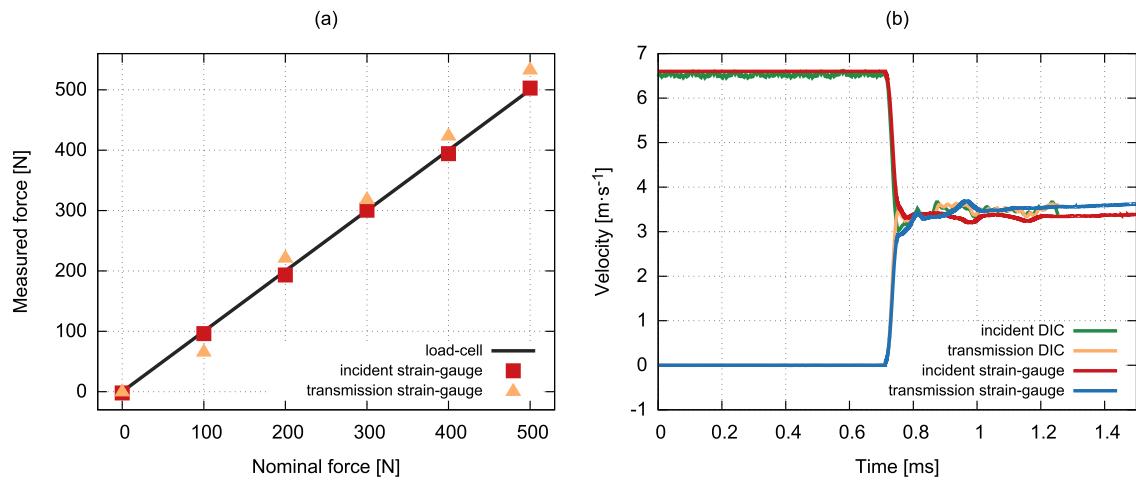 (a)
Measured force [N]
500
400
300
200
100
0
load-cell
incident strain-gauge
transmission strain-gauge
0 100 200 300 400 500
Nominal force [N]
(b)
Velocity [m·s⁻¹]
7
6
5
4
3
2
1
0
-1
incident DIC
transmission DIC
incident strain-gauge
transmission strain-gauge
0 0.2 0.4 0.6 0.8 1 1.2 1.4
Time [ms]